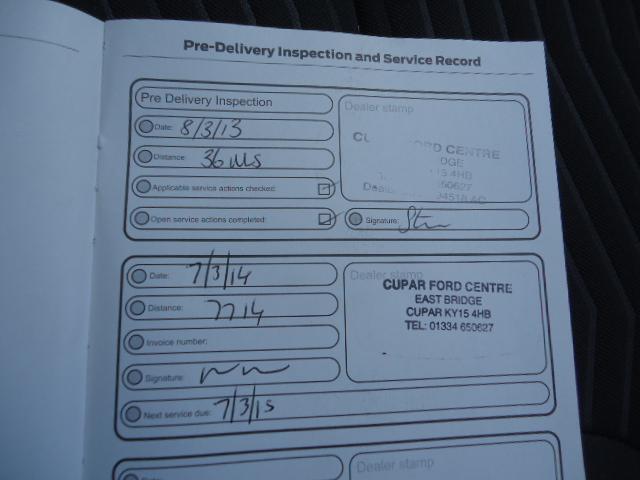 Pre-Delivery Inspection and Service Record
Pre Delivery Inspection
Dealer stamp
Date: 8/3/13
Distance: 36 mls
Applicable service actions checked:
Open service actions completed:
Signature:
FORD CENTRE
KY15 4HB
650627
Date: 7/3/14
Distance: 7714
Invoice number:
Signature:
Next service due: 7/3/15
Dealer stamp
CUPAR FORD CENTRE
EAST BRIDGE
CUPAR KY15 4HB
TEL: 01334 650627
Dealer stamp